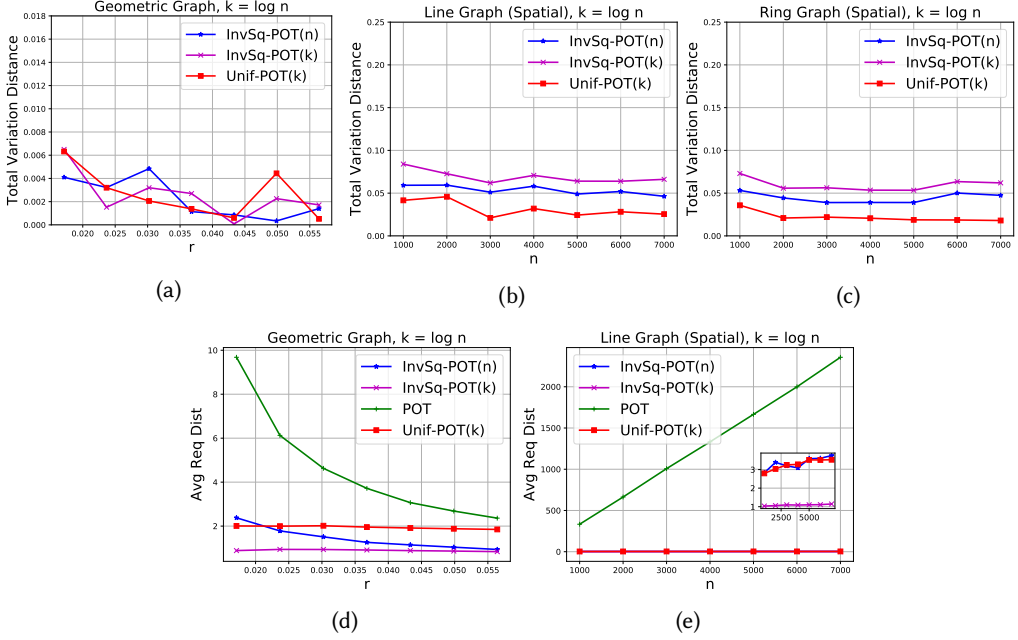 Geometric Graph, k = log n
0.018
0.016
0.014
0.012
0.010
0.008
0.006
0.004
0.002
0.000
Total Variation Distance
InvSq-POT(n)
InvSq-POT(k)
Unif-POT(k)
0.020 0.025 0.030 0.035 0.040 0.045 0.050 0.055
r
(a)
Line Graph (Spatial), k = log n
0.25
0.20
0.15
0.10
0.05
0.00
Total Variation Distance
InvSq-POT(n)
InvSq-POT(k)
Unif-POT(k)
1000 2000 3000 4000 5000 6000 7000
n
(b)
Ring Graph (Spatial), k = log n
0.25
0.20
0.15
0.10
0.05
0.00
Total Variation Distance
InvSq-POT(n)
InvSq-POT(k)
Unif-POT(k)
1000 2000 3000 4000 5000 6000 7000
n
(c)
Geometric Graph, k = log n
10
8
6
4
2
Avg Req Dist
InvSq-POT(n)
InvSq-POT(k)
POT
Unif-POT(k)
0.020 0.025 0.030 0.035 0.040 0.045 0.050 0.055
r
(d)
Line Graph (Spatial), k = log n
2000
1500
1000
500
0
Avg Req Dist
InvSq-POT(n)
InvSq-POT(k)
POT
Unif-POT(k)
3
1
2500 5000
1000 2000 3000 4000 5000 6000 7000
n
(e)